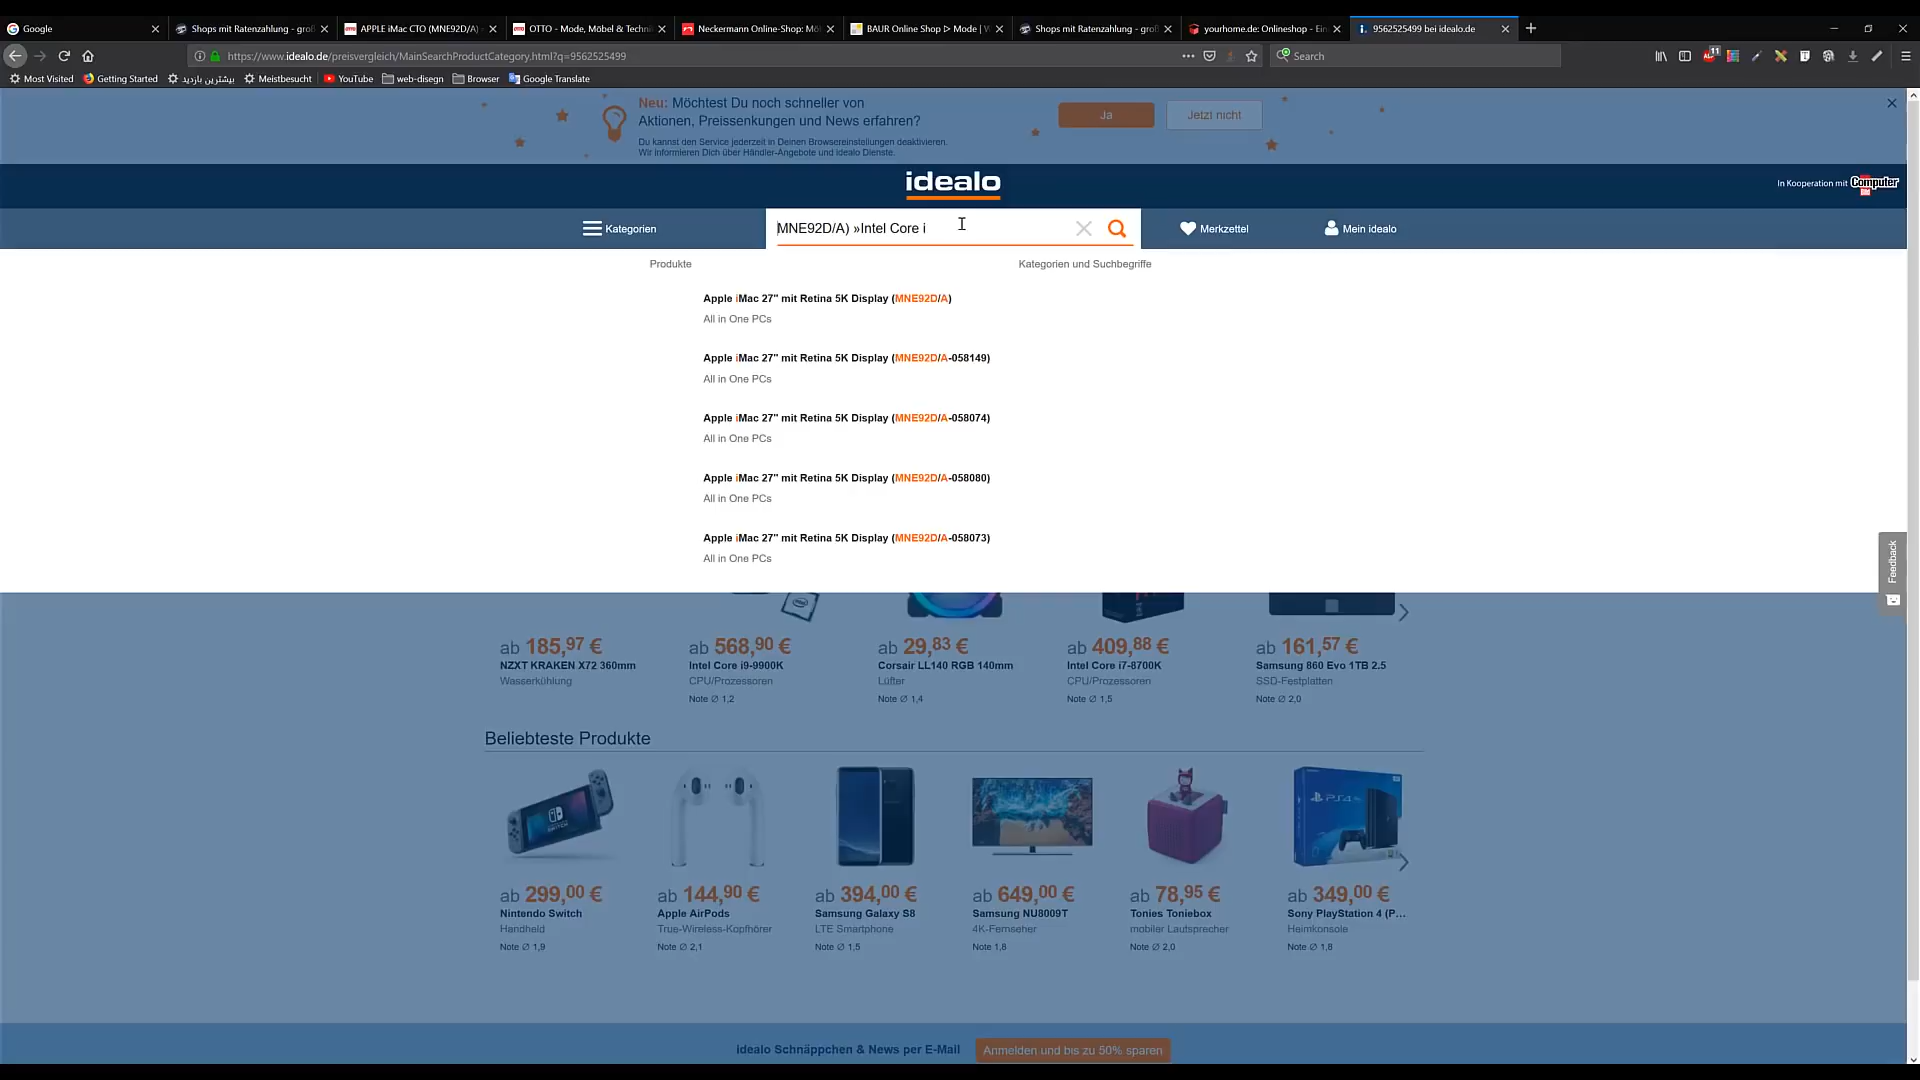 Google
Shops mit Ratenzahlung - groß
APPLE iMac CTO (MNE92D/A)
OTTO - Mode, Möbel & Techni
Neckermann Online-Shop: Mö
BAUR Online Shop ᐅ Mode | W
Shops mit Ratenzahlung - groß
yourhome.de: Onlineshop - Ein
9562525499 bei idealo.de
https://www.idealo.de/preisvergleich/MainSearchProductCategory.html?q=9562525499
Search
11
Most Visited
Getting Started
بیشترین بازدید
Meistbesucht
YouTube
web-disegn
Browser
Google Translate
Neu: Möchtest Du noch schneller von
Aktionen, Preissenkungen und News erfahren?
Du kannst den Service jederzeit in Deinen Browsereinstellungen deaktivieren.
Wir informieren Dich über Händler-Angebote und idealo Dienste.
Ja
Jetzt nicht
idealo
In Kooperation mit Computer Bild
Kategorien
MNE92D/A) »Intel Core i
Merkzettel
Mein idealo
Produkte
Kategorien und Suchbegriffe
Apple iMac 27" mit Retina 5K Display (MNE92D/A)
All in One PCs
Apple iMac 27" mit Retina 5K Display (MNE92D/A-058149)
All in One PCs
Apple iMac 27" mit Retina 5K Display (MNE92D/A-058074)
All in One PCs
Apple iMac 27" mit Retina 5K Display (MNE92D/A-058080)
All in One PCs
Apple iMac 27" mit Retina 5K Display (MNE92D/A-058073)
All in One PCs
Feedback
ab 185,97 €
NZXT KRAKEN X72 360mm
Wasserkühlung
ab 568,90 €
Intel Core i9-9900K
CPU/Prozessoren
Note ∅ 1,2
ab 29,83 €
Corsair LL140 RGB 140mm
Lüfter
Note ∅ 1,4
ab 409,88 €
Intel Core i7-8700K
CPU/Prozessoren
Note ∅ 1,5
ab 161,57 €
Samsung 860 Evo 1TB 2.5
SSD-Festplatten
Note ∅ 2,0
Beliebteste Produkte
ab 299,00 €
Nintendo Switch
Handheld
Note ∅ 1,9
ab 144,90 €
Apple AirPods
True-Wireless-Kopfhörer
Note ∅ 2,1
ab 394,00 €
Samsung Galaxy S8
LTE Smartphone
Note ∅ 1,5
ab 649,00 €
Samsung NU8009T
4K-Fernseher
Note 1,8
ab 78,95 €
Tonies Toniebox
mobiler Lautsprecher
Note ∅ 2,0
PS4
ab 349,00 €
Sony PlayStation 4 (P...
Heimkonsole
Note ∅ 1,8
idealo Schnäppchen & News per E-Mail
Anmelden und bis zu 50% sparen